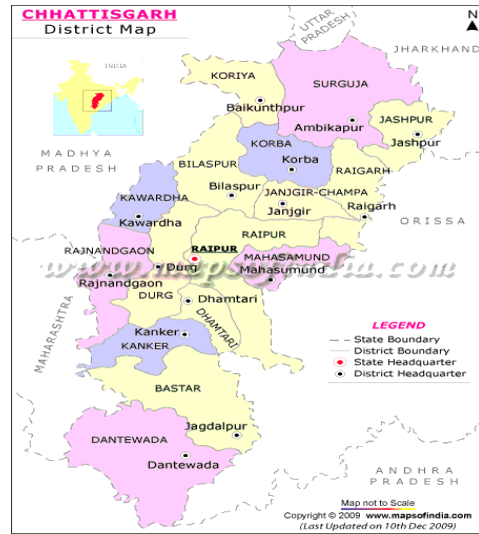 CHHATTISGARH
District Map
N
UTTAR
PRADESH
JHARKHAND
INDIA
KORIYA
Baikunthpur
SURGUJA
Ambikapur
JASHPUR
Jashpur
MADHYA
PRADESH
BILASPUR
KORBA
Korba
RAIGARH
Bilaspur
JANJGIR-CHAMPA
Janjgir
KAWARDHA
Kawardha
Raigarh
ORISSA
RAIPUR
RAJNANDGAON
RAIPUR
MAHASAMUND
Durg
Mahasumund
www.mapsofindia.com
Rajnandgaon
DURG
Dhamtari
DHAMTARI
MAHARASHTRA
Kanker
KANKER
LEGEND
State Boundary
District Boundary
State Headquarter
District Headquarter
BASTAR
Jagdalpur
DANTEWADA
Dantewada
ANDHRA
PRADESH
Map not to Scale
Copyright © 2009 www.mapsofindia.com
(Last Updated on 10th Dec 2009)